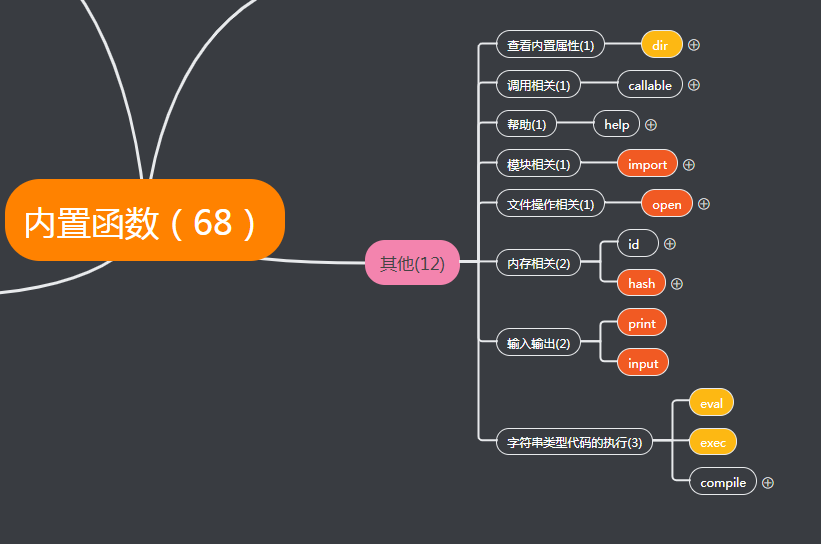 内置函数（68）
其他(12)
查看内置属性(1)
dir
调用相关(1)
callable
帮助(1)
help
模块相关(1)
import
文件操作相关(1)
open
内存相关(2)
id
hash
输入输出(2)
print
input
字符串类型代码的执行(3)
eval
exec
compile